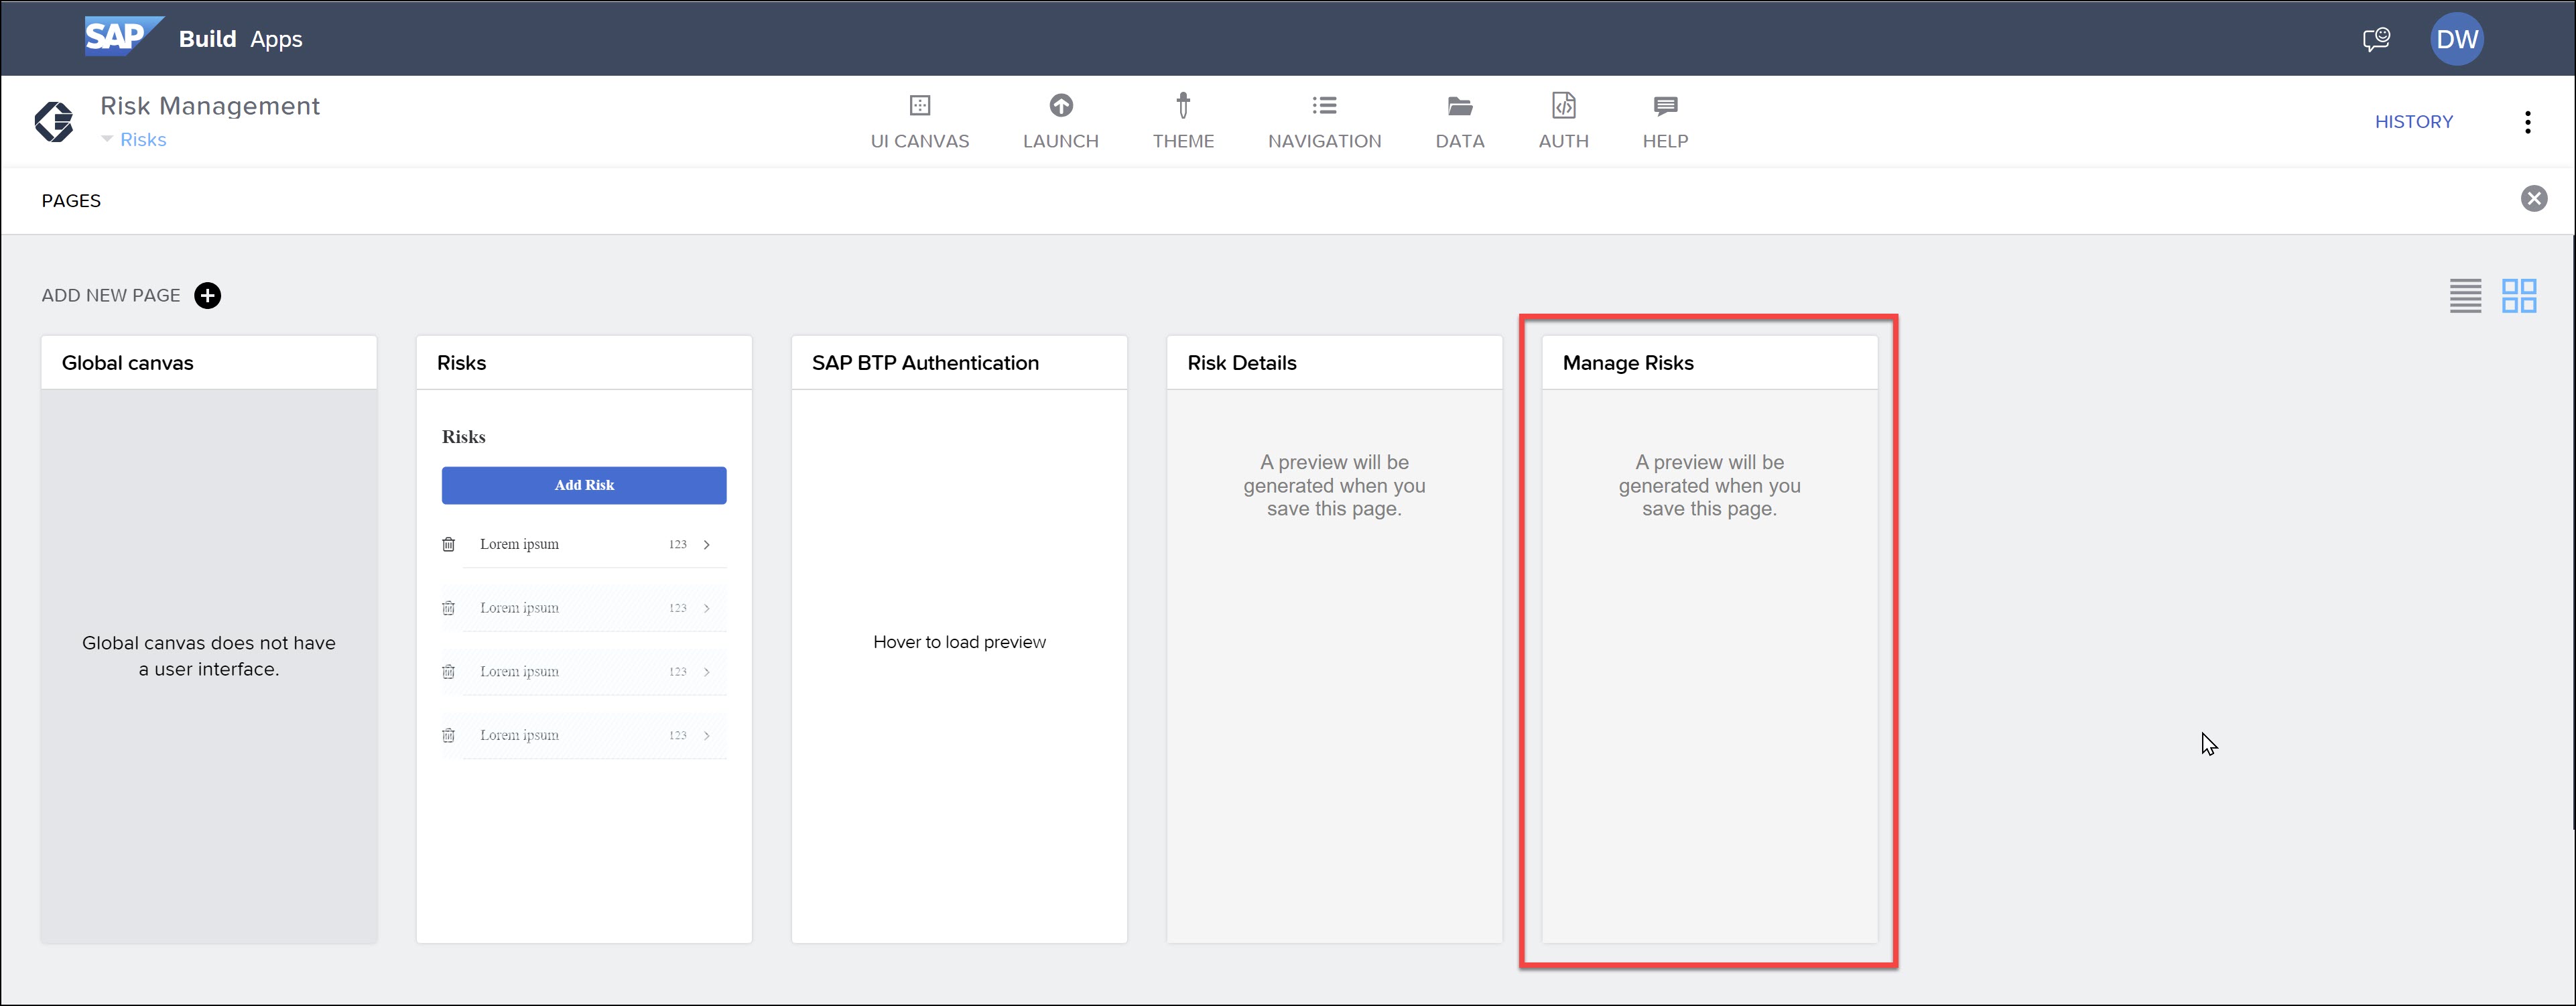 SAP Build Apps
DW
Risk Management
Risks
UI CANVAS
LAUNCH
THEME
NAVIGATION
DATA
AUTH
HELP
HISTORY
PAGES
ADD NEW PAGE
Global canvas
Global canvas does not have
a user interface.
Risks
Risks
Add Risk
Lorem ipsum 123
Lorem ipsum 123
Lorem ipsum 123
Lorem ipsum 123
SAP BTP Authentication
Hover to load preview
Risk Details
A preview will be
generated when you
save this page.
Manage Risks
A preview will be
generated when you
save this page.